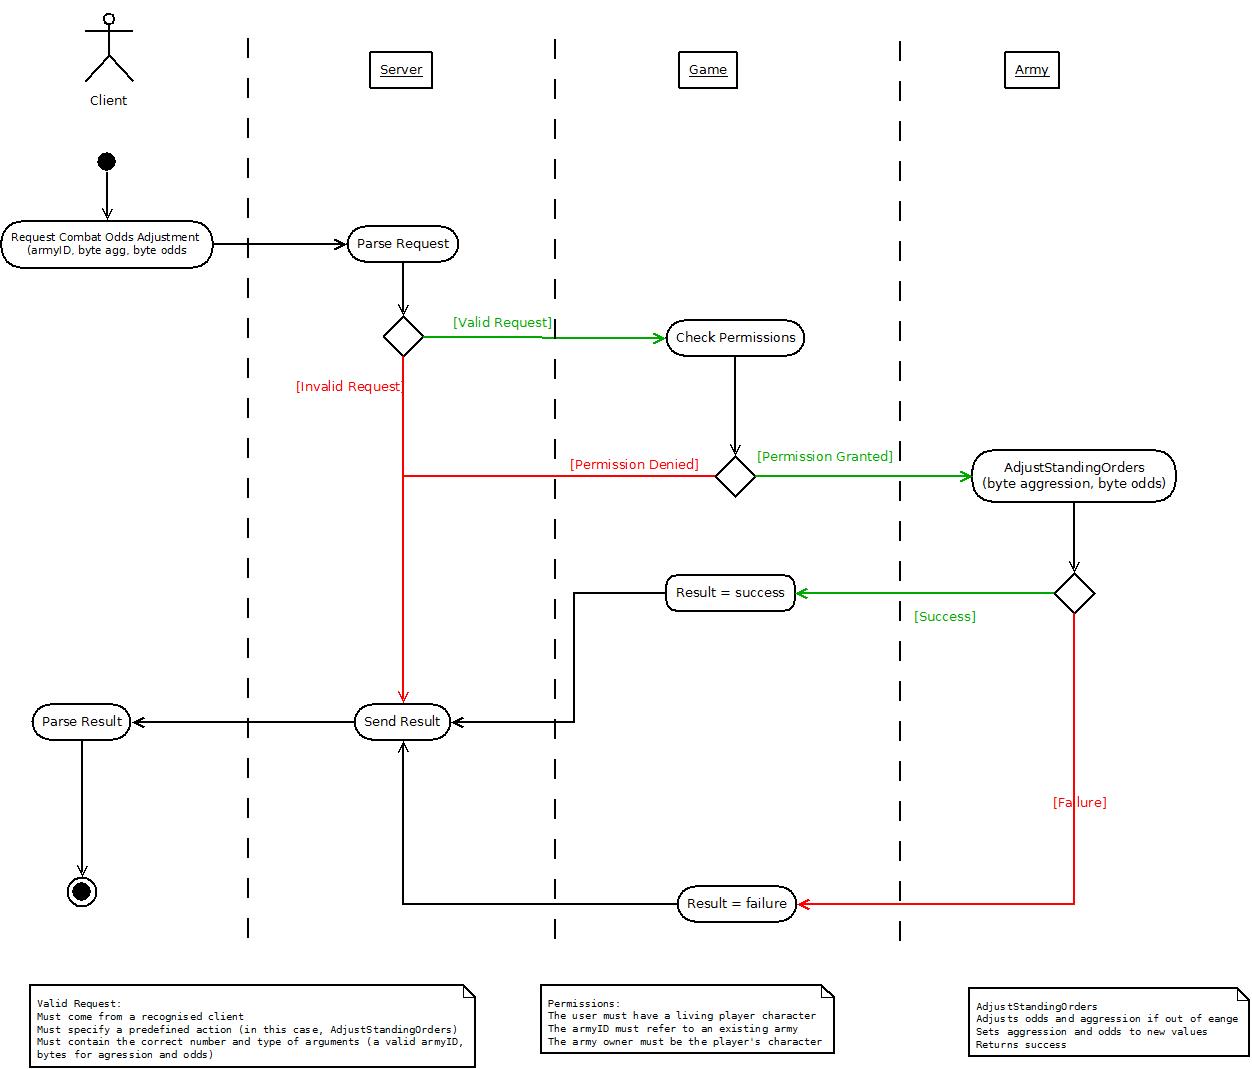 Client
Server
Game
Army
Request Combat Odds Adjustment
(armyID, byte agg, byte odds
Parse Request
[Valid Request]
Check Permissions
[Invalid Request]
[Permission Denied]
[Permission Granted]
AdjustStandingOrders
(byte aggression, byte odds)
Result = success
[Success]
Parse Result
Send Result
[Failure]
Result = failure
Valid Request:
Must come from a recognised client
Must specify a predefined action (in this case, AdjustStandingOrders)
Must contain the correct number and type of arguments (a valid armyID,
bytes for agression and odds)
Permissions:
The user must have a living player character
The armyID must refer to an existing army
The army owner must be the player's character
AdjustStandingOrders
Adjusts odds and aggression if out of eange
Sets aggression and odds to new values
Returns success